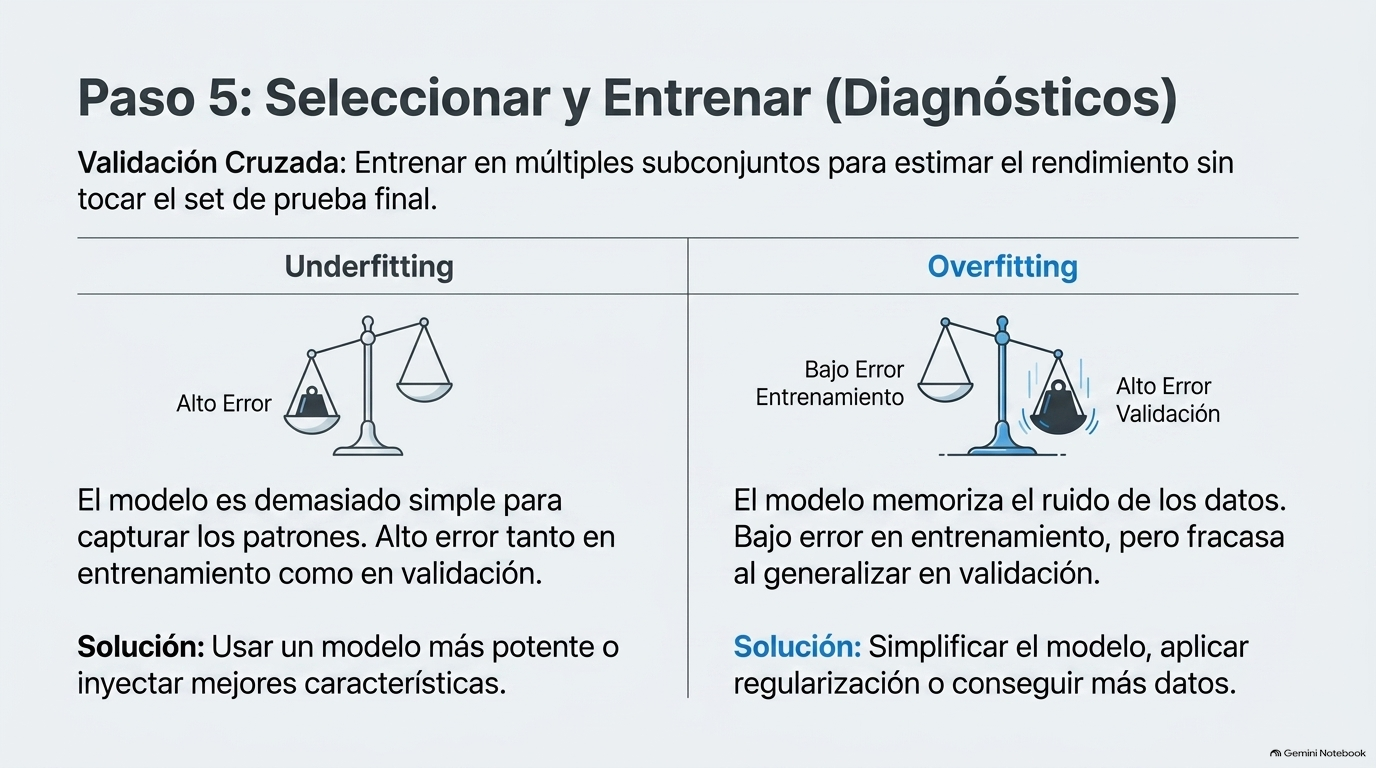 Paso 5: Seleccionar y Entrenar (Diagnósticos)
Validación Cruzada: Entrenar en múltiples subconjuntos para estimar el rendimiento sin
tocar el set de prueba final.
Underfitting
Alto Error
El modelo es demasiado simple para
capturar los patrones. Alto error tanto en
entrenamiento como en validación.
Solución: Usar un modelo más potente o
inyectar mejores características.
Overfitting
Bajo Error
Entrenamiento
Alto Error
Validación
El modelo memoriza el ruido de los datos.
Bajo error en entrenamiento, pero fracasa
al generalizar en validación.
Solución: Simplificar el modelo, aplicar
regularización o conseguir más datos.
Gemini Notebook